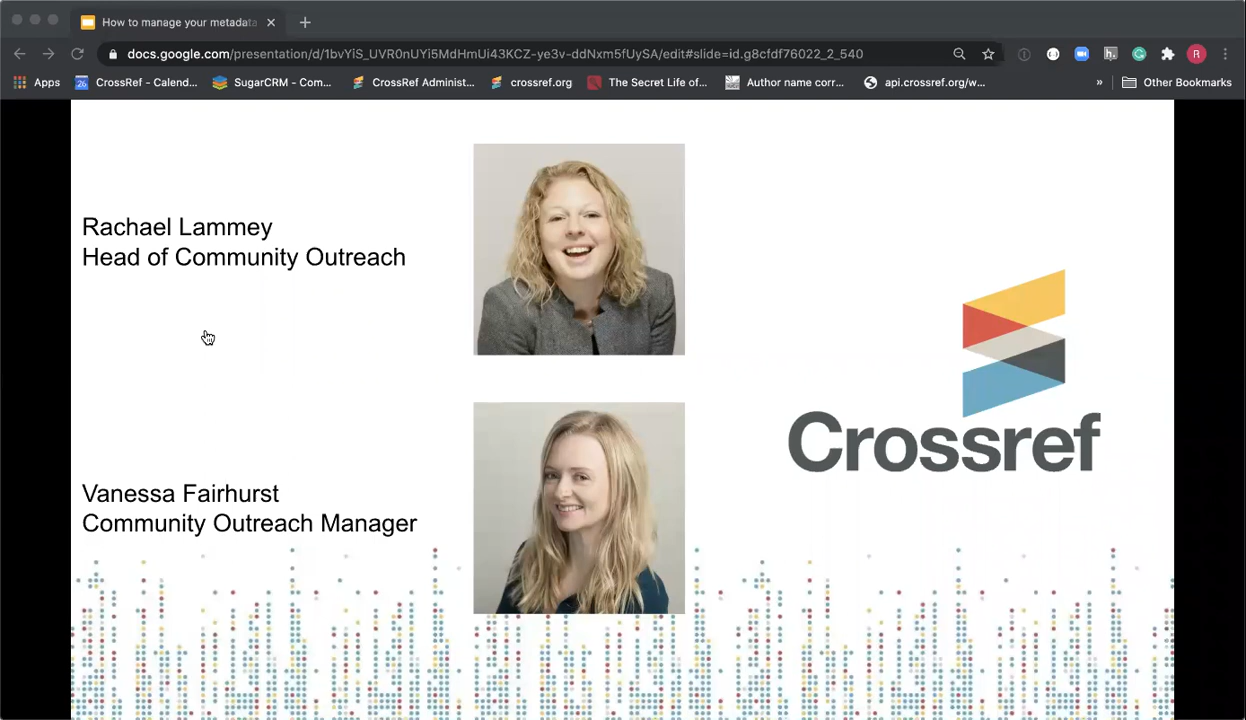 How to manage your metadata
docs.google.com/presentation/d/1bvYiS_UVR0nUYi5MdHmUi43KCZ-ye3v-ddNxm5fUySA/edit#slide=id.g8cfdf76022_2_540
R
Apps
26
CrossRef - Calend...
SugarCRM – Com...
CrossRef Administ...
crossref.org
The Secret Life of...
Author name corr...
api.crossref.org/w...
»
Other Bookmarks
Rachael Lammey
Head of Community Outreach
Crossref
Vanessa Fairhurst
Community Outreach Manager